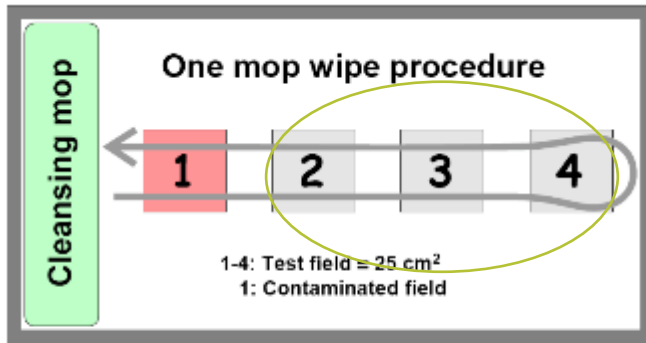 Cleansing mop
One mop wipe procedure
1 2 3 4
1-4: Test field = 25 cm²
1: Contaminated field